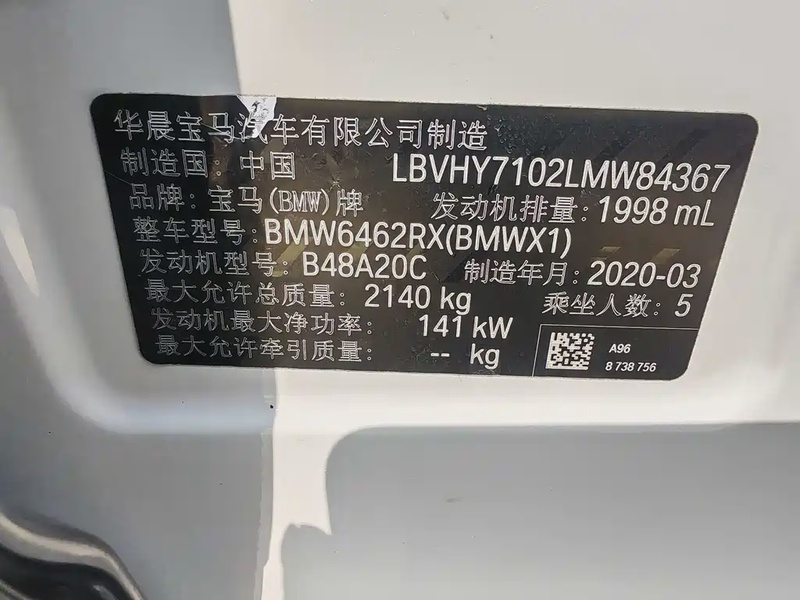 华晨宝马汽车有限公司制造
制造国：中国 LBVHY7102LMW84367
品牌：宝马(BMW)牌 发动机排量：1998 mL
整车型号：BMW6462RX(BMWX1)
发动机型号：B48A20C 制造年月：2020-03
最大允许总质量：2140 kg 乘坐人数：5
发动机最大净功率：141 kW
最大允许牵引质量：-- kg
A96
8 738 756